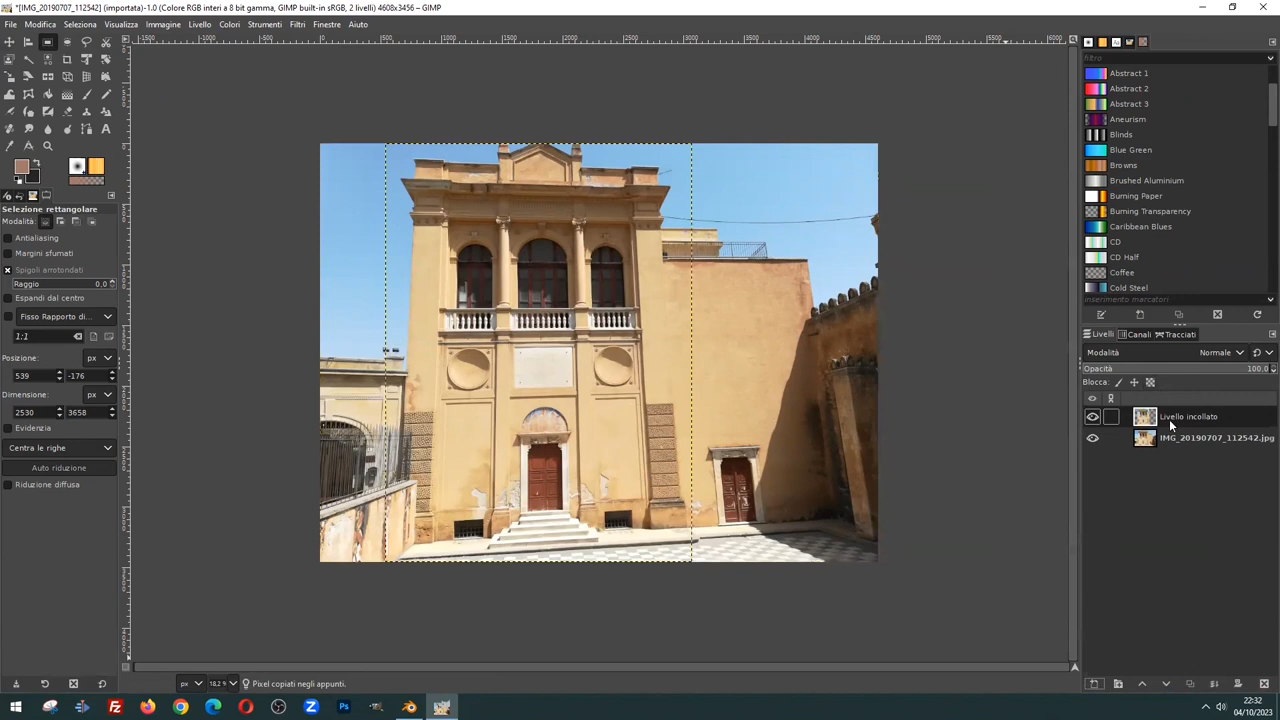 *[IMG_20190707_112542] (importata)-1.0 (Colore RGB interi a 8 bit gamma, GIMP built-in sRGB, 2 livelli) 4608x3456 – GIMP
File Modifica Selezione Visualizza Immagine Livello Colori Strumenti Filtri Finestre Aiuto
Selezione rettangolare
Modalità:
Antialiasing
Margini sfumati
Spigoli arrotondati
Raggio 0,0
Espandi dal centro
Fisso Rapporto di...
1:1
Posizione: px
539 -176
Dimensione: px
2530 3658
Evidenzia
Centra le righe
Auto riduzione
Riduzione diffusa
px 18,2 % Pixel copiati negli appunti.
filtro
Abstract 1
Abstract 2
Abstract 3
Aneurism
Blinds
Blue Green
Browns
Brushed Aluminium
Burning Paper
Burning Transparency
Caribbean Blues
CD
CD Half
Coffee
Cold Steel
inserimento marcatori
Livelli Canali Tracciati
Modalità Normale
Opacità 100,0
Blocca:
Livello incollato
IMG_20190707_112542.jpg
22:32
04/10/2023